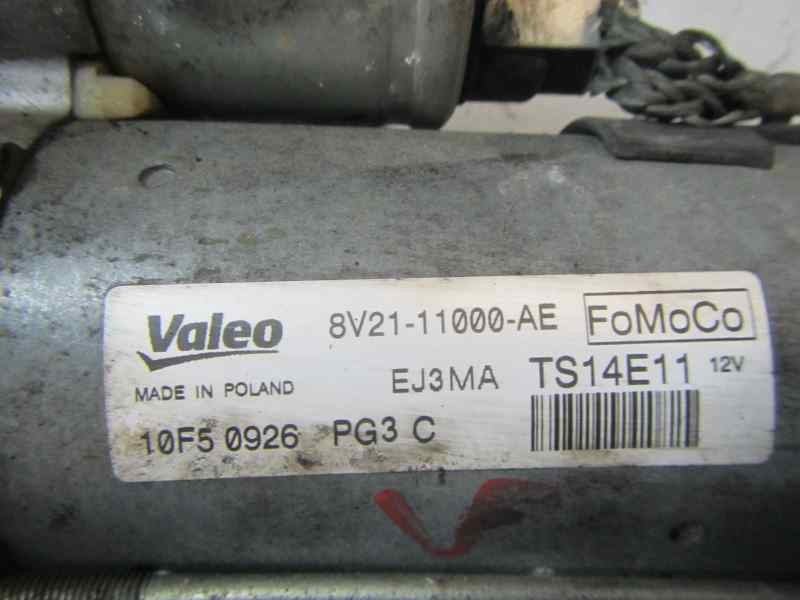 Valeo 8V21-11000-AE FoMoCo
MADE IN POLAND EJ3MA TS14E11 12V
10F5 0926 PG3 C